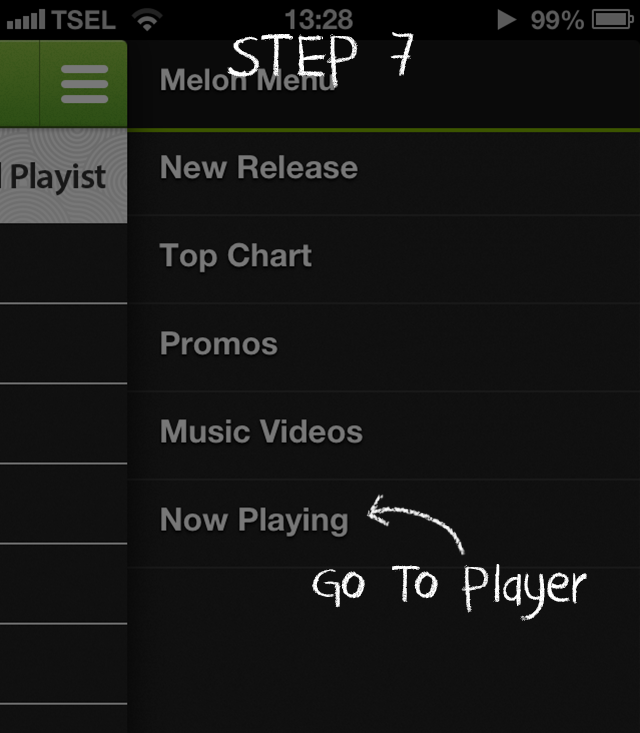 TSEL 13:28 99%
STEP 7
Melon Menu
Playist
New Release
Top Chart
Promos
Music Videos
Now Playing
Go To Player